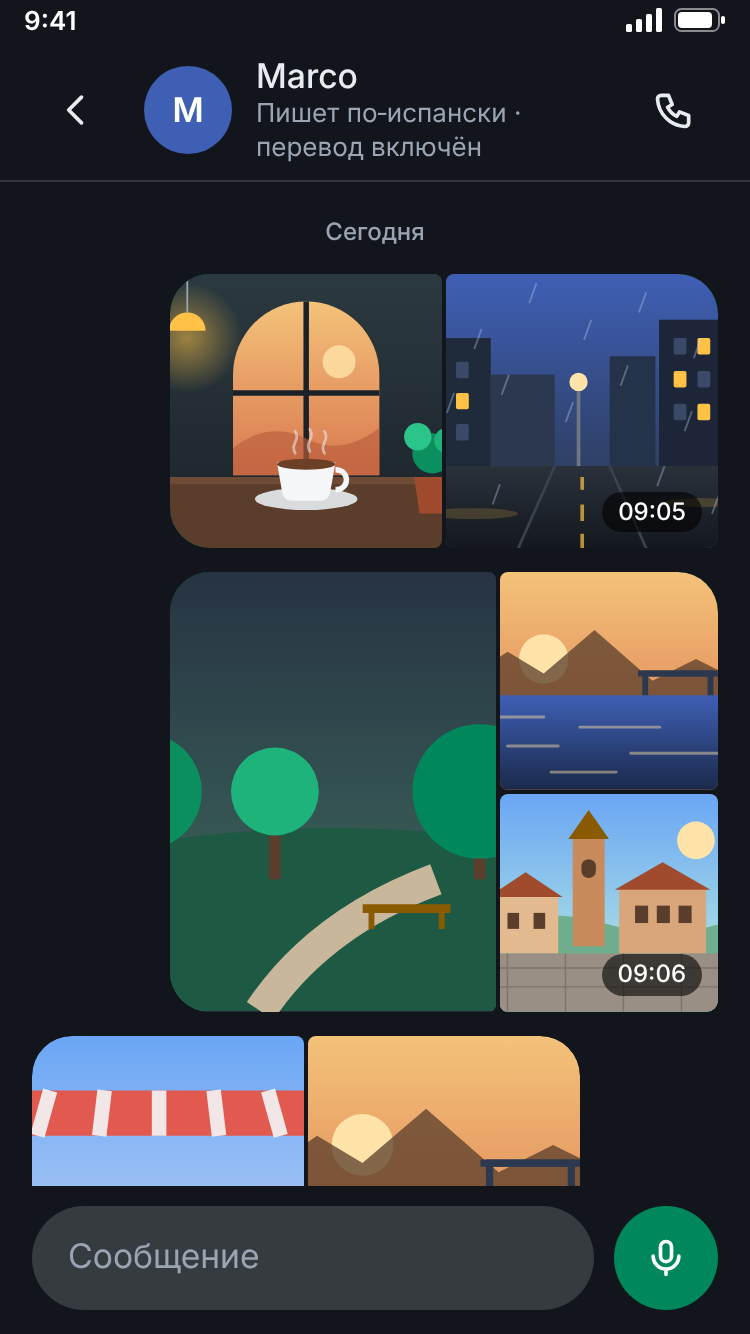 9:41
M
Marco
Пишет по-испански ·
перевод включён
Сегодня
09:05
09:06
Сообщение